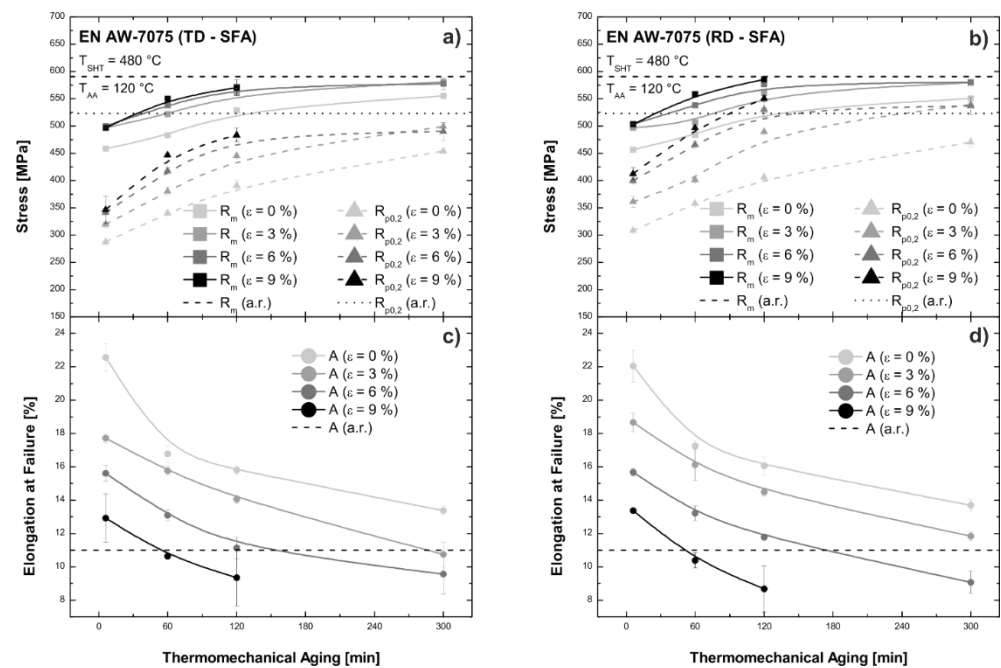 EN AW-7075 (TD - SFA)
a)
T_SHT = 480 °C
T_AA = 120 °C
Stress [MPa]
650
600
550
500
450
400
350
300
250
200
150
R_m (ε = 0 %)
R_m (ε = 3 %)
R_m (ε = 6 %)
R_m (ε = 9 %)
R_m (a.r.)
R_p0,2 (ε = 0 %)
R_p0,2 (ε = 3 %)
R_p0,2 (ε = 6 %)
R_p0,2 (ε = 9 %)
R_p0,2 (a.r.)
EN AW-7075 (RD - SFA)
b)
T_SHT = 480 °C
T_AA = 120 °C
Stress [MPa]
650
600
550
500
450
400
350
300
250
200
150
R_m (ε = 0 %)
R_m (ε = 3 %)
R_m (ε = 6 %)
R_m (ε = 9 %)
R_m (a.r.)
R_p0,2 (ε = 0 %)
R_p0,2 (ε = 3 %)
R_p0,2 (ε = 6 %)
R_p0,2 (ε = 9 %)
R_p0,2 (a.r.)
c)
Elongation at Failure [%]
24
22
20
18
16
14
12
10
8
A (ε = 0 %)
A (ε = 3 %)
A (ε = 6 %)
A (ε = 9 %)
A (a.r.)
0 60 120 180 240 300
Thermomechanical Aging [min]
d)
Elongation at Failure [%]
24
22
20
18
16
14
12
10
8
A (ε = 0 %)
A (ε = 3 %)
A (ε = 6 %)
A (ε = 9 %)
A (a.r.)
0 60 120 180 240 300
Thermomechanical Aging [min]